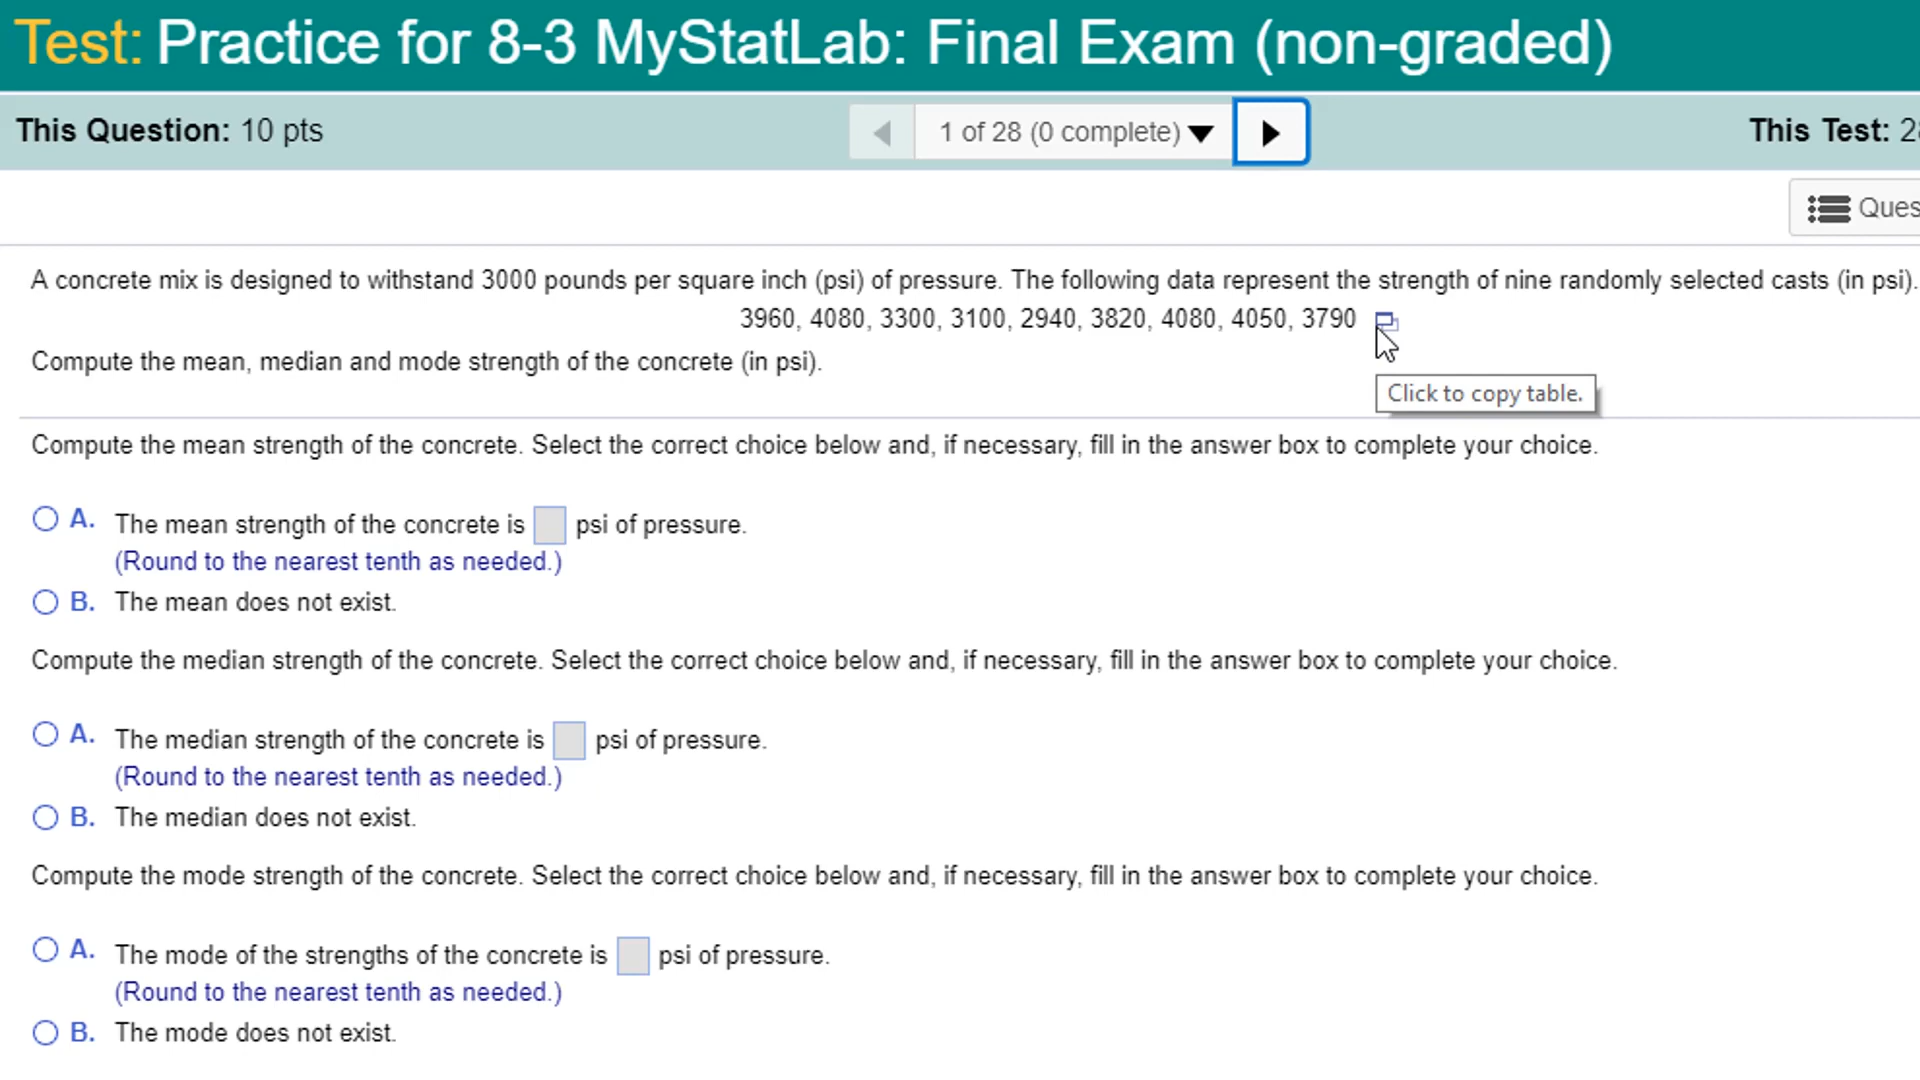 Test: Practice for 8-3 MyStatLab: Final Exam (non-graded)
This Question: 10 pts
1 of 28 (0 complete)
This Test: 2
Ques
A concrete mix is designed to withstand 3000 pounds per square inch (psi) of pressure. The following data represent the strength of nine randomly selected casts (in psi).
3960, 4080, 3300, 3100, 2940, 3820, 4080, 4050, 3790
Compute the mean, median and mode strength of the concrete (in psi).
Click to copy table.
Compute the mean strength of the concrete. Select the correct choice below and, if necessary, fill in the answer box to complete your choice.
A. The mean strength of the concrete is psi of pressure.
(Round to the nearest tenth as needed.)
B. The mean does not exist.
Compute the median strength of the concrete. Select the correct choice below and, if necessary, fill in the answer box to complete your choice.
A. The median strength of the concrete is psi of pressure.
(Round to the nearest tenth as needed.)
B. The median does not exist.
Compute the mode strength of the concrete. Select the correct choice below and, if necessary, fill in the answer box to complete your choice.
A. The mode of the strengths of the concrete is psi of pressure.
(Round to the nearest tenth as needed.)
B. The mode does not exist.